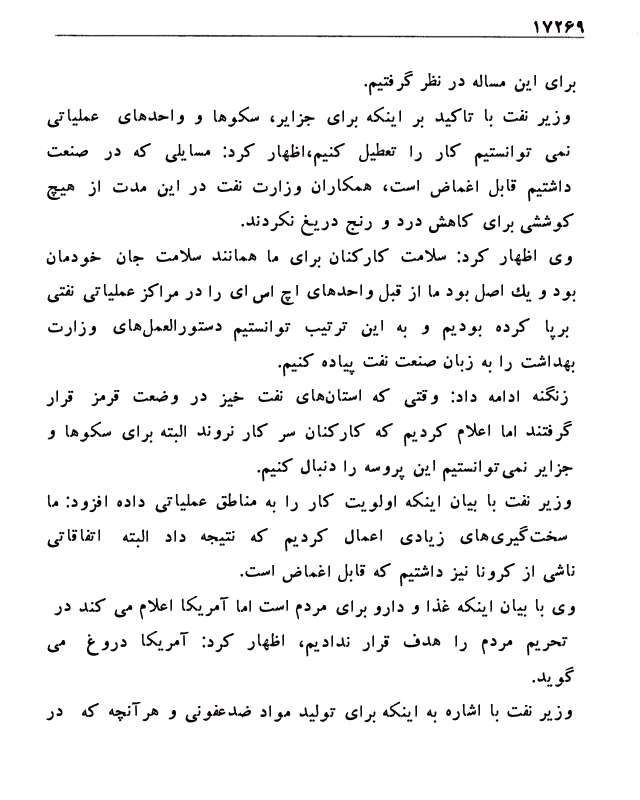 ۱۷۲۶۹
برای این مساله در نظر گرفتیم.
وزیر نفت با تاکید بر اینکه برای جزایر، سکوها و واحدهای عملیاتی
نمی توانستیم کار را تعطیل کنیم،اظهار کرد: مسایلی که در صنعت
داشتیم قابل اغماض است، همکاران وزارت نفت در این مدت از هیچ
کوششی برای کاهش درد و رنج دریغ نکردند.
وی اظهار کرد: سلامت کارکنان برای ما همانند سلامت جان خودمان
بود و یك اصل بود ما از قبل واحدهای اچ اس ای را در مراکز عملیاتی نفتی
برپا کرده بودیم و به این ترتیب توانستیم دستورالعمل‌های وزارت
بهداشت را به زبان صنعت نفت پیاده کنیم.
زنگنه ادامه داد: وقتی که استان‌های نفت خیز در وضعت قرمز قرار
گرفتند اما اعلام کردیم که کارکنان سر کار نروند البته برای سکوها و
جزایر نمی‌توانستیم این پروسه را دنبال کنیم.
وزیر نفت با بیان اینکه اولویت کار را به مناطق عملیاتی داده افزود: ما
سخت‌گیری‌های زیادی اعمال کردیم که نتیجه داد البته اتفاقاتی
ناشی از کرونا نیز داشتیم که قابل اغماض است.
وی با بیان اینکه غذا و دارو برای مردم است اما آمریکا اعلام می کند در
تحریم مردم را هدف قرار ندادیم، اظهار کرد: آمریکا دروغ می
گوید.
وزیر نفت با اشاره به اینکه برای تولید مواد ضدعفونی و هرآنچه که در